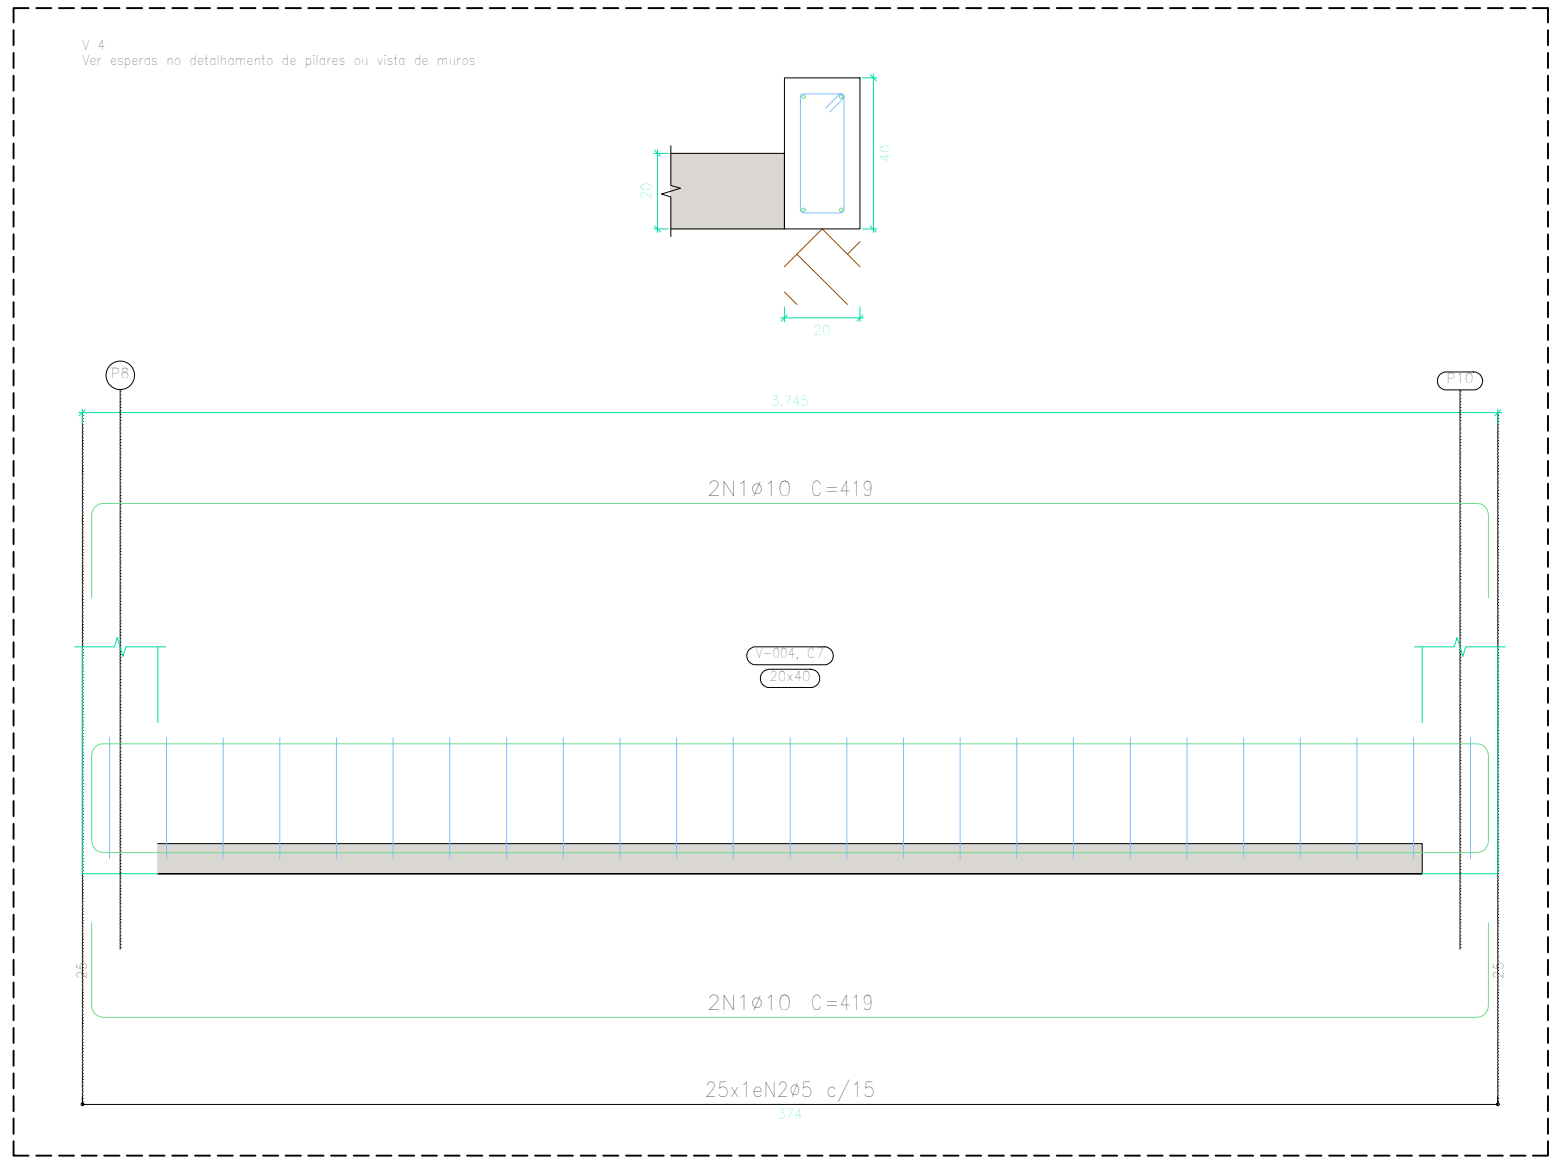 V 4
Ver esperas no detalhamento de pilares ou vista de muros
40
20
20
P8
P10
3.745
2N1ø10 C=419
V-004, C7
20x40
25
25
2N1ø10 C=419
25x1eN2ø5 c/15
374